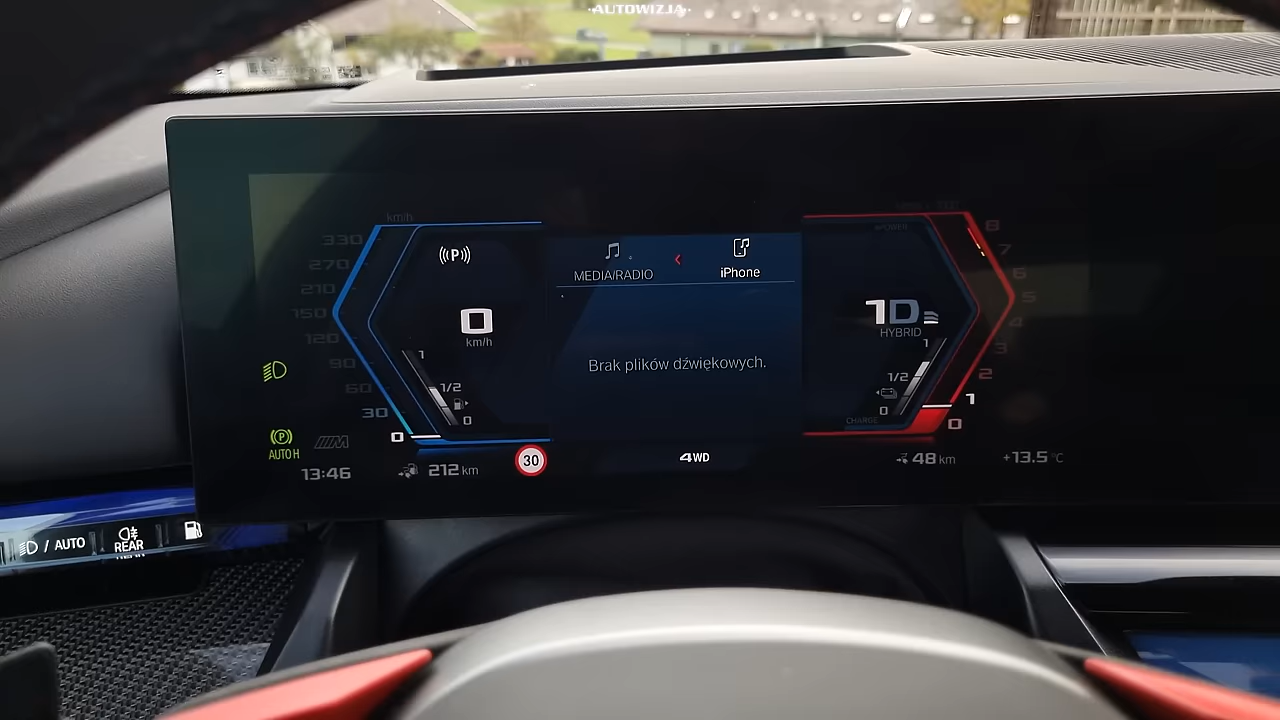 ·AUTOWIZJA·
km/h
330
270
210
150
120
90
60
30
0
((P))
0
km/h
1
1/2
0
MEDIA/RADIO
iPhone
Brak plików dźwiękowych.
ePOWER
8
7
6
5
4
3
2
1
0
1D
HYBRID
1
1/2
0
CHARGE
(P)
AUTO H
M
13:46
212 km
30
4WD
48 km
+13.5 °C
/ AUTO
REAR